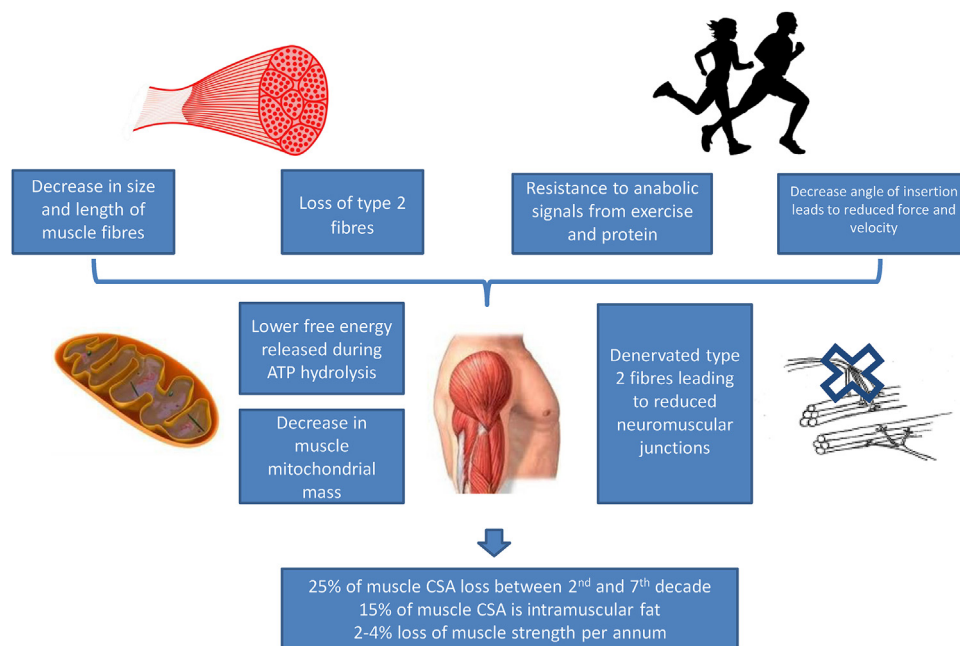 Decrease in size
and length of
muscle fibres
Loss of type 2
fibres
Resistance to anabolic
signals from exercise
and protein
Decrease angle of insertion
leads to reduced force and
velocity
Lower free energy
released during
ATP hydrolysis
Decrease in
muscle
mitochondrial
mass
Denervated type
2 fibres leading
to reduced
neuromuscular
junctions
25% of muscle CSA loss between 2nd and 7th decade
15% of muscle CSA is intramuscular fat
2-4% loss of muscle strength per annum